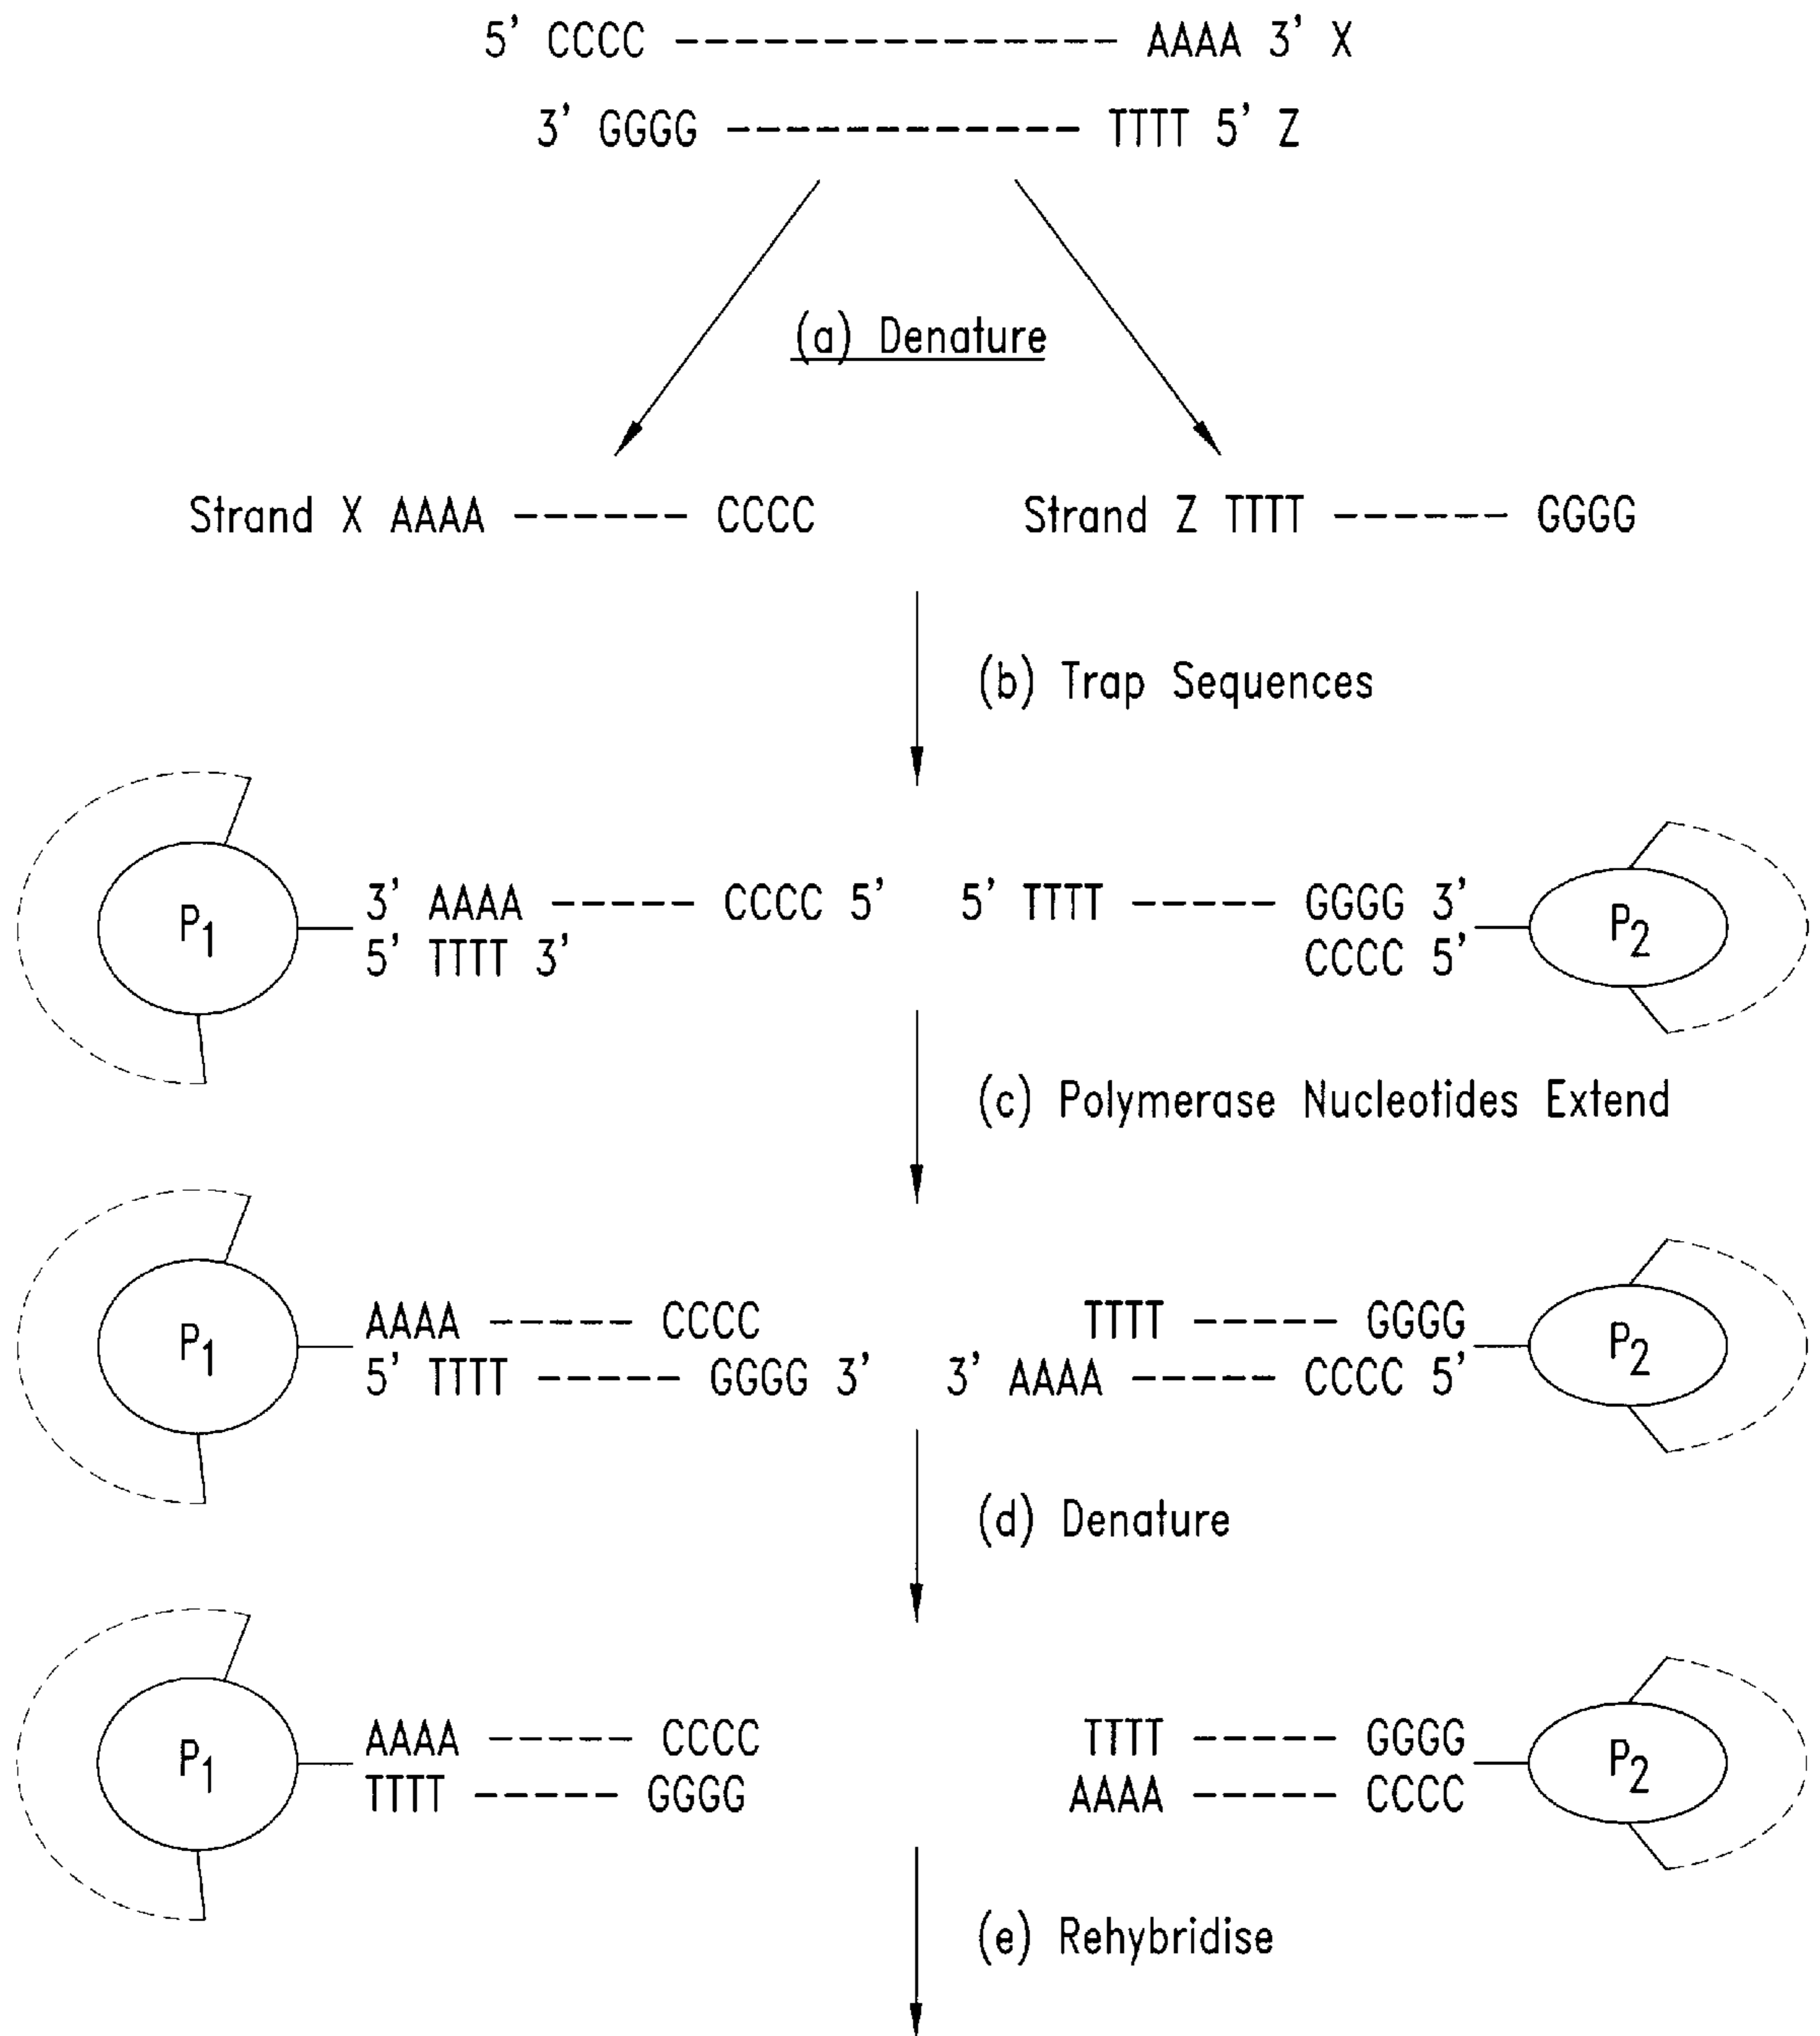 5' CCCC ---------------- AAAA 3' X
3' GGGG ------------- TTTT 5' Z
(a) Denature
Strand X AAAA ------ CCCC
Strand Z TTTT ------ GGGG
(b) Trap Sequences
P1
3' AAAA ----- CCCC 5'
5' TTTT 3'
5' TTTT ----- GGGG 3'
CCCC 5'
P2
(c) Polymerase Nucleotides Extend
P1
AAAA ----- CCCC
5' TTTT ----- GGGG 3'
TTTT ----- GGGG
3' AAAA ----- CCCC 5'
P2
(d) Denature
P1
AAAA ----- CCCC
TTTT ----- GGGG
TTTT ----- GGGG
AAAA ----- CCCC
P2
(e) Rehybridise